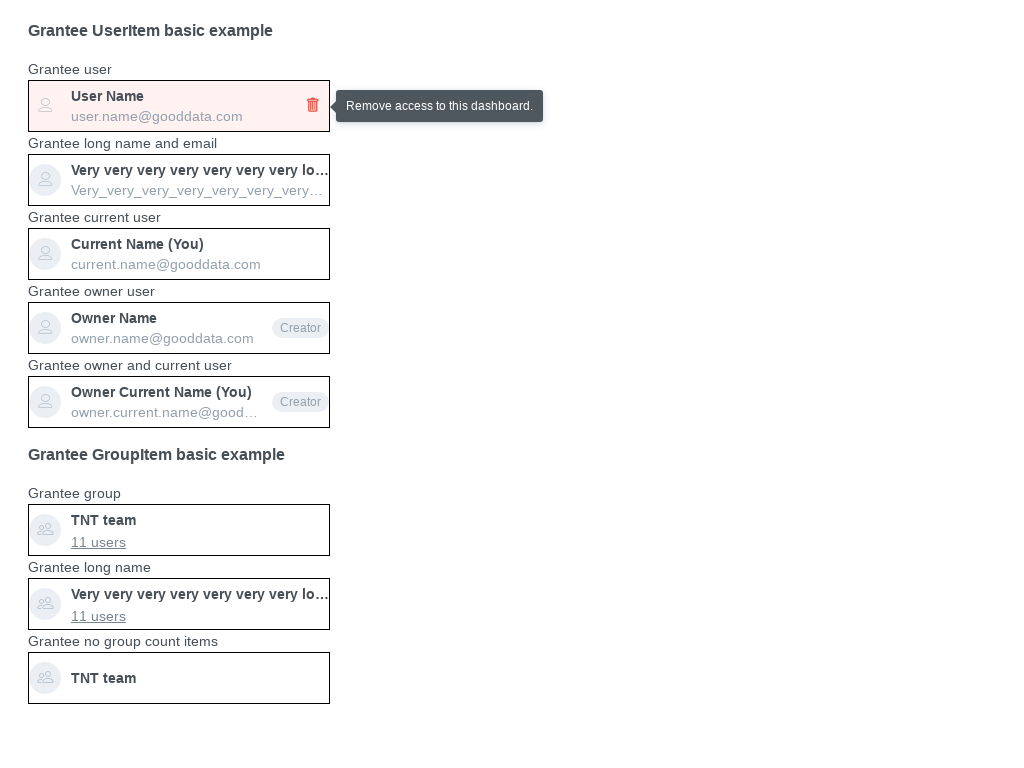 Grantee UserItem basic example
Grantee user
User Name
user.name@gooddata.com
Remove access to this dashboard.
Grantee long name and email
Very very very very very very very lo...
Very_very_very_very_very_very_very...
Grantee current user
Current Name (You)
current.name@gooddata.com
Grantee owner user
Owner Name
owner.name@gooddata.com
Creator
Grantee owner and current user
Owner Current Name (You)
owner.current.name@good...
Creator
Grantee GroupItem basic example
Grantee group
TNT team
11 users
Grantee long name
Very very very very very very very lo...
11 users
Grantee no group count items
TNT team